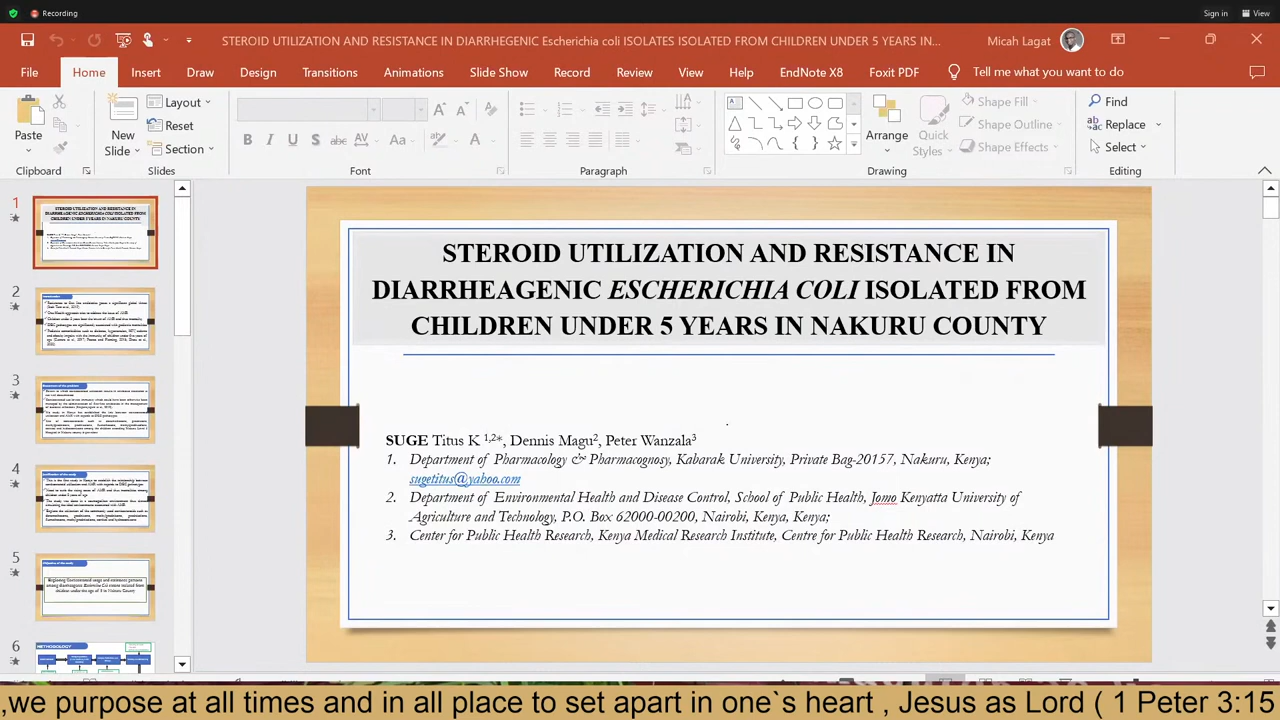 Recording
Sign in
View
STEROID UTILIZATION AND RESISTANCE IN DIARRHEGENIC Escherichia coli ISOLATES ISOLATED FROM CHILDREN UNDER 5 YEARS IN...
Micah Lagat
File Home Insert Draw Design Transitions Animations Slide Show Record Review View Help EndNote X8 Foxit PDF Tell me what you want to do
Paste
Clipboard
New Slide
Layout
Reset
Section
Slides
Font
Paragraph
Arrange
Quick Styles
Shape Fill
Shape Outline
Shape Effects
Drawing
Find
Replace
Select
Editing
1
2
3
4
5
6
METHODOLOGY
STEROID UTILIZATION AND RESISTANCE IN
DIARRHEAGENIC ESCHERICHIA COLI ISOLATED FROM
CHILDREN UNDER 5 YEARS IN NAKURU COUNTY
SUGE Titus K 1,2*, Dennis Magu2, Peter Wanzala3
1. Department of Pharmacology & Pharmacognosy, Kabarak University, Private Bag-20157, Nakuru, Kenya;
sugetitus@yahoo.com
2. Department of Environmental Health and Disease Control, School of Public Health, Jomo Kenyatta University of
Agriculture and Technology, P.O. Box 62000-00200, Nairobi, Kenya, Kenya;
3. Center for Public Health Research, Kenya Medical Research Institute, Centre for Public Health Research, Nairobi, Kenya
,we purpose at all times and in all place to set apart in one`s heart , Jesus as Lord ( 1 Peter 3:15